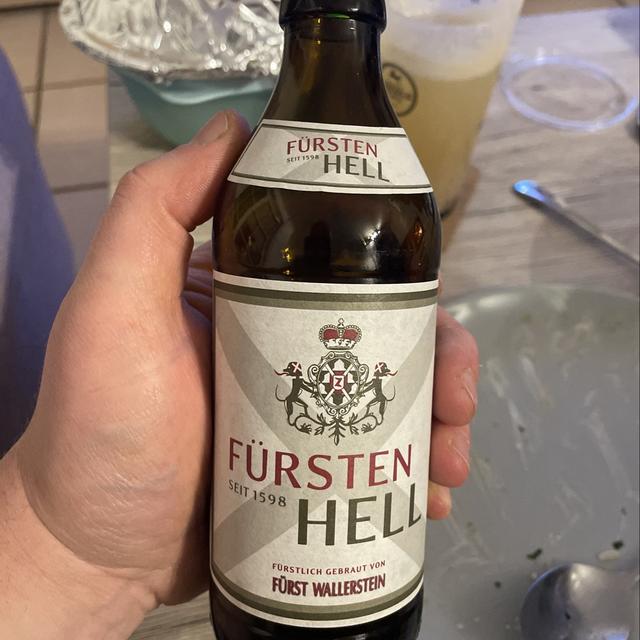 FÜRSTEN
SEIT 1598 HELL
Z
FÜRSTEN
SEIT 1598 HELL
FÜRSTLICH GEBRAUT VON
FÜRST WALLERSTEIN